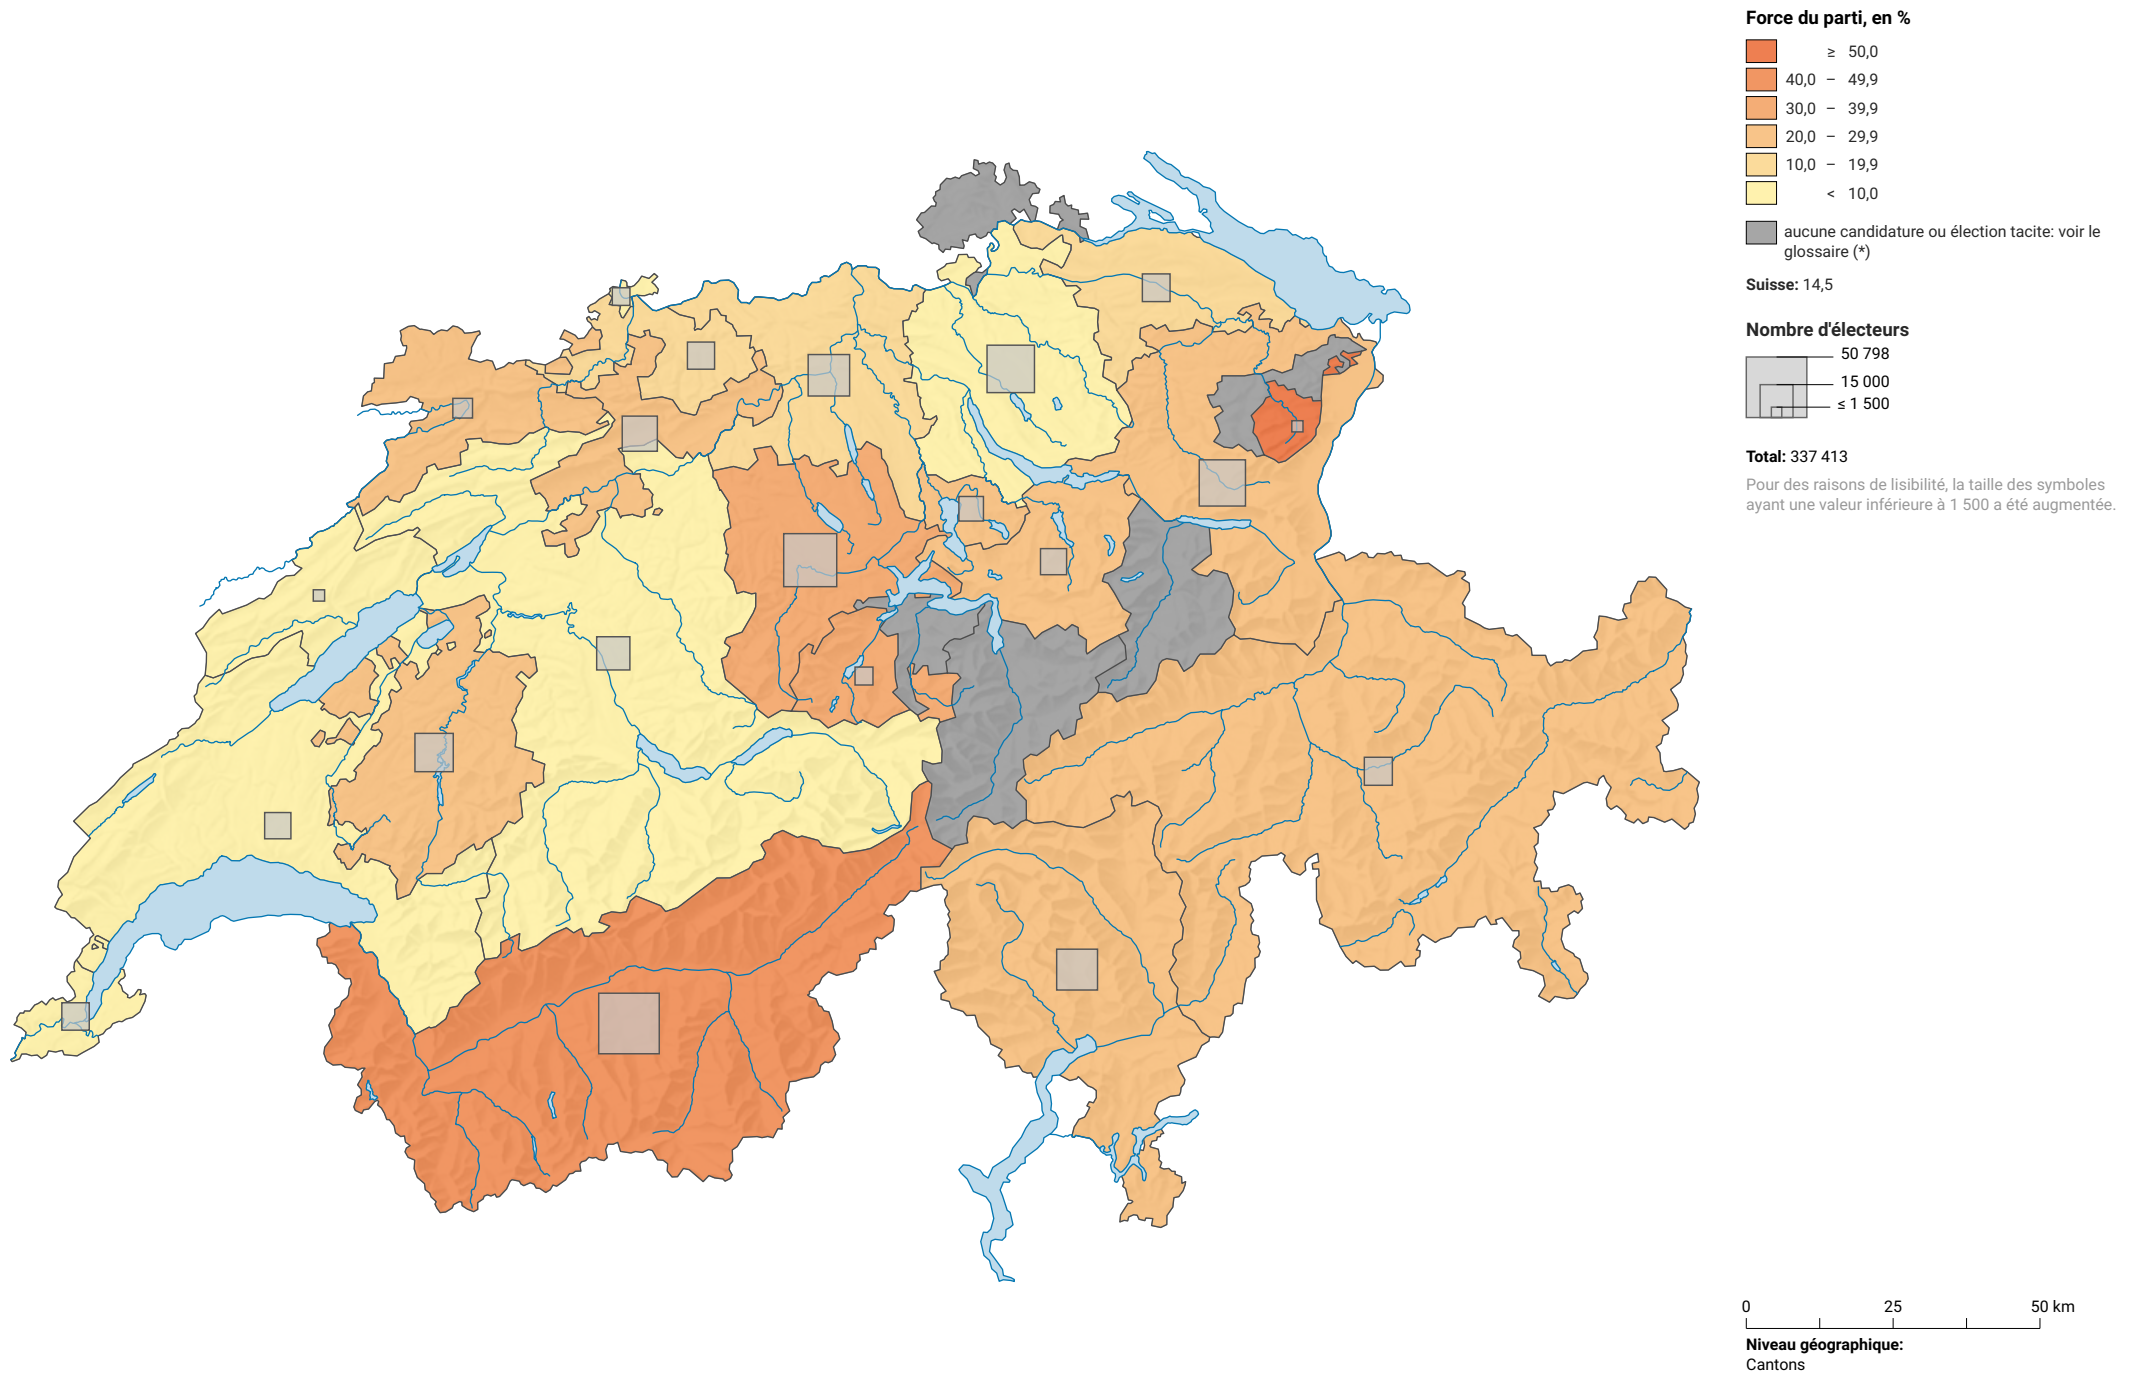 Force du parti, en %
≥ 50,0
40,0 – 49,9
30,0 – 39,9
20,0 – 29,9
10,0 – 19,9
< 10,0
aucune candidature ou élection tacite: voir le
glossaire (*)
Suisse: 14,5
Nombre d'électeurs
50 798
15 000
≤ 1 500
Total: 337 413
Pour des raisons de lisibilité, la taille des symboles
ayant une valeur inférieure à 1 500 a été augmentée.
0 25 50 km
Niveau géographique:
Cantons